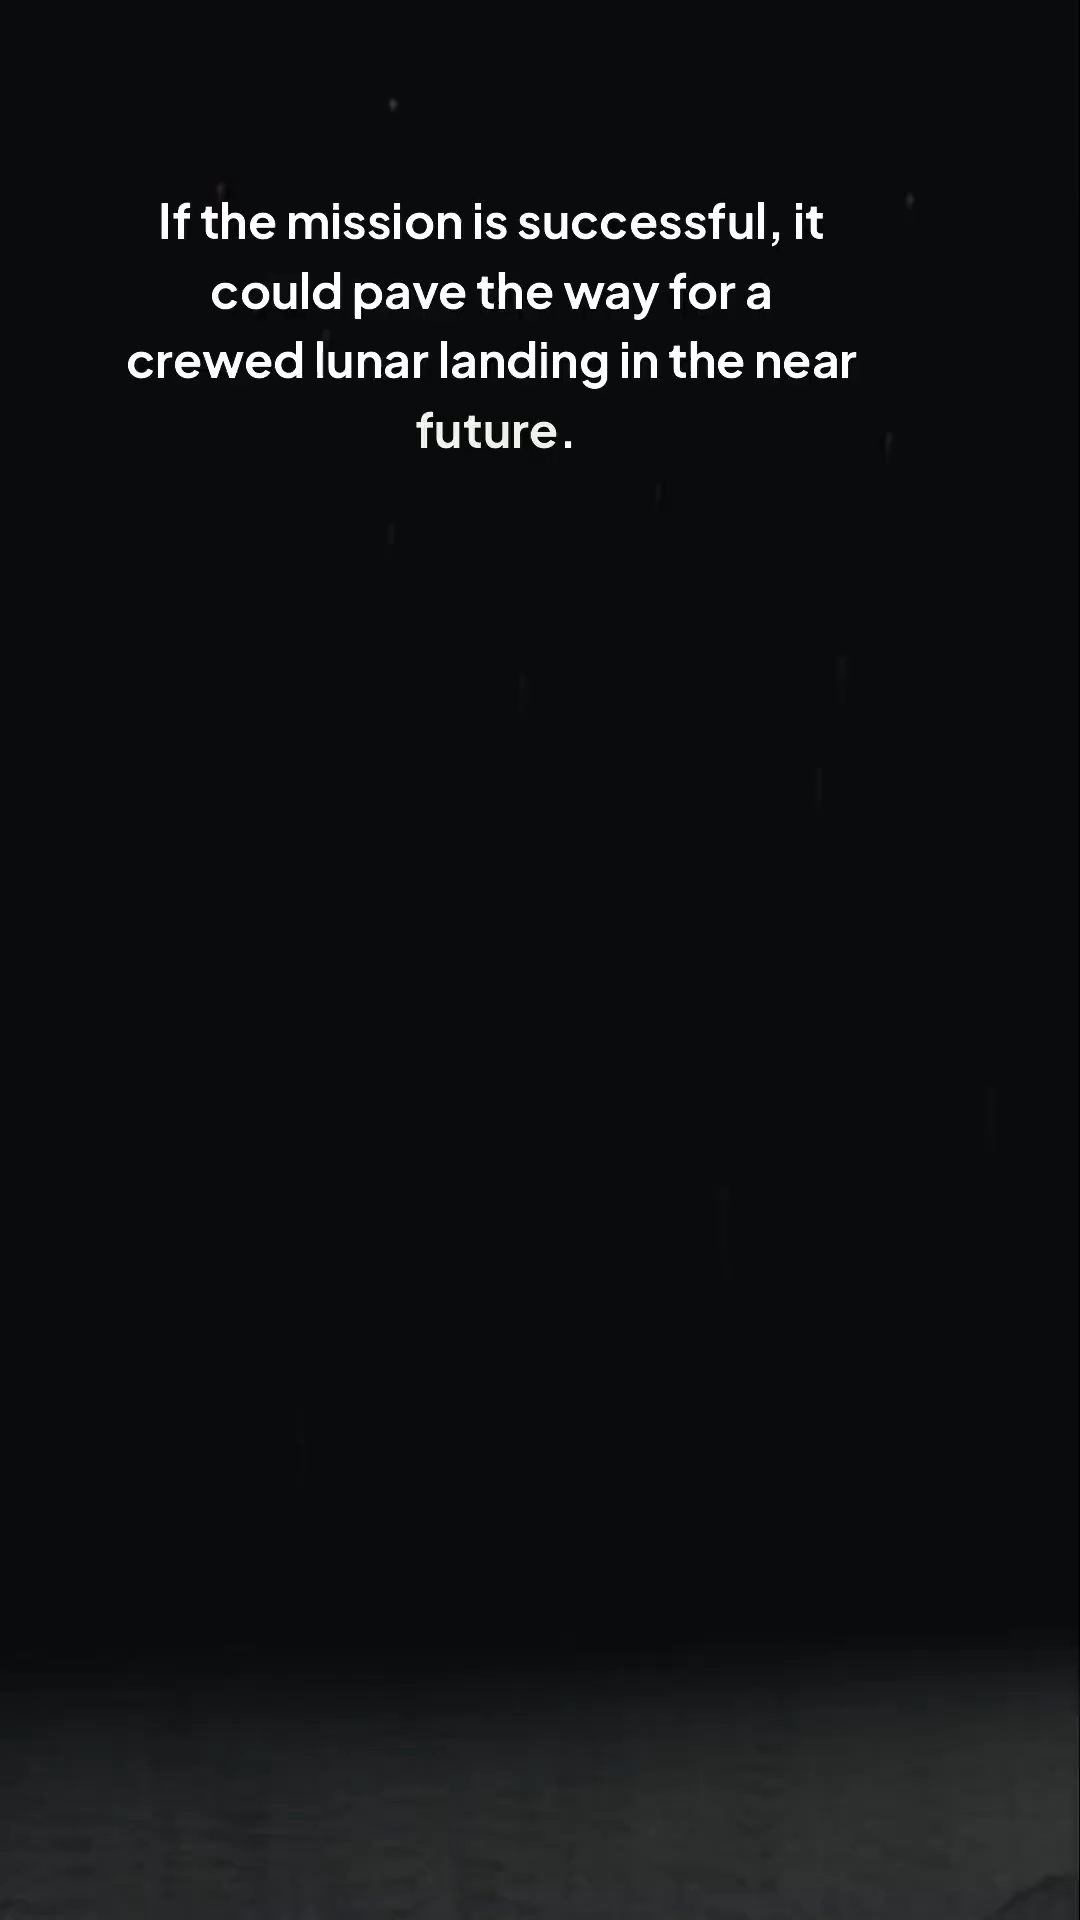 If the mission is successful, it
could pave the way for a
crewed lunar landing in the near
future.